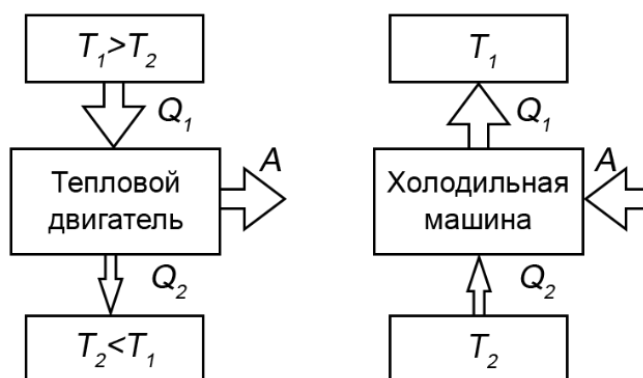 T₁>T₂
Q₁
Тепловой
двигатель
A
Q₂
T₂<T₁
T₁
Q₁
Холодильная
машина
A
Q₂
T₂